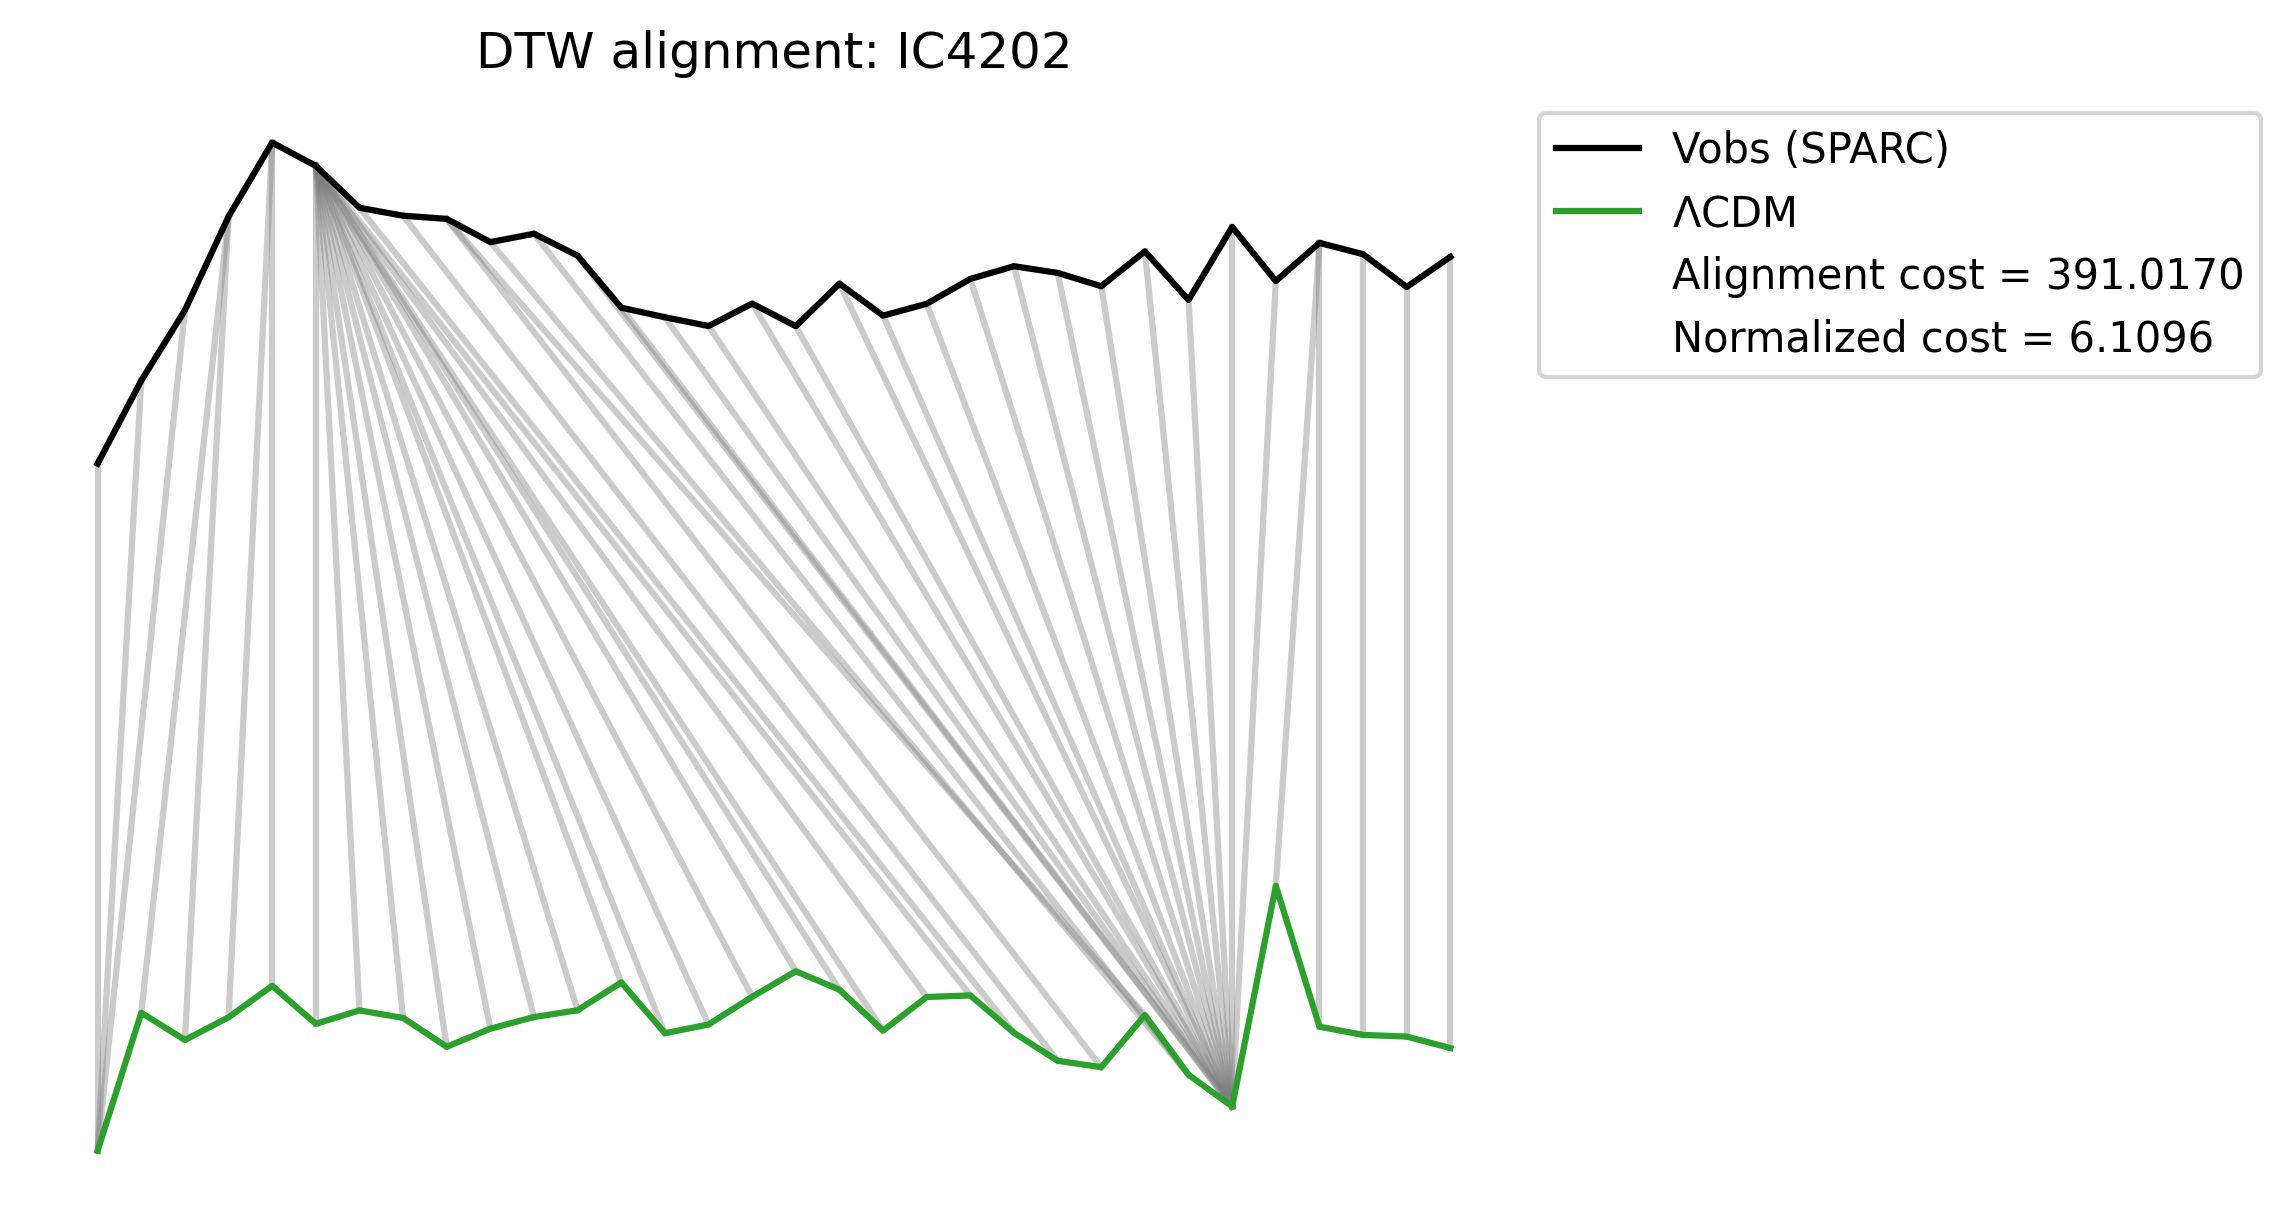 DTW alignment: IC4202
Vobs (SPARC)
ΛCDM
Alignment cost = 391.0170
Normalized cost = 6.1096